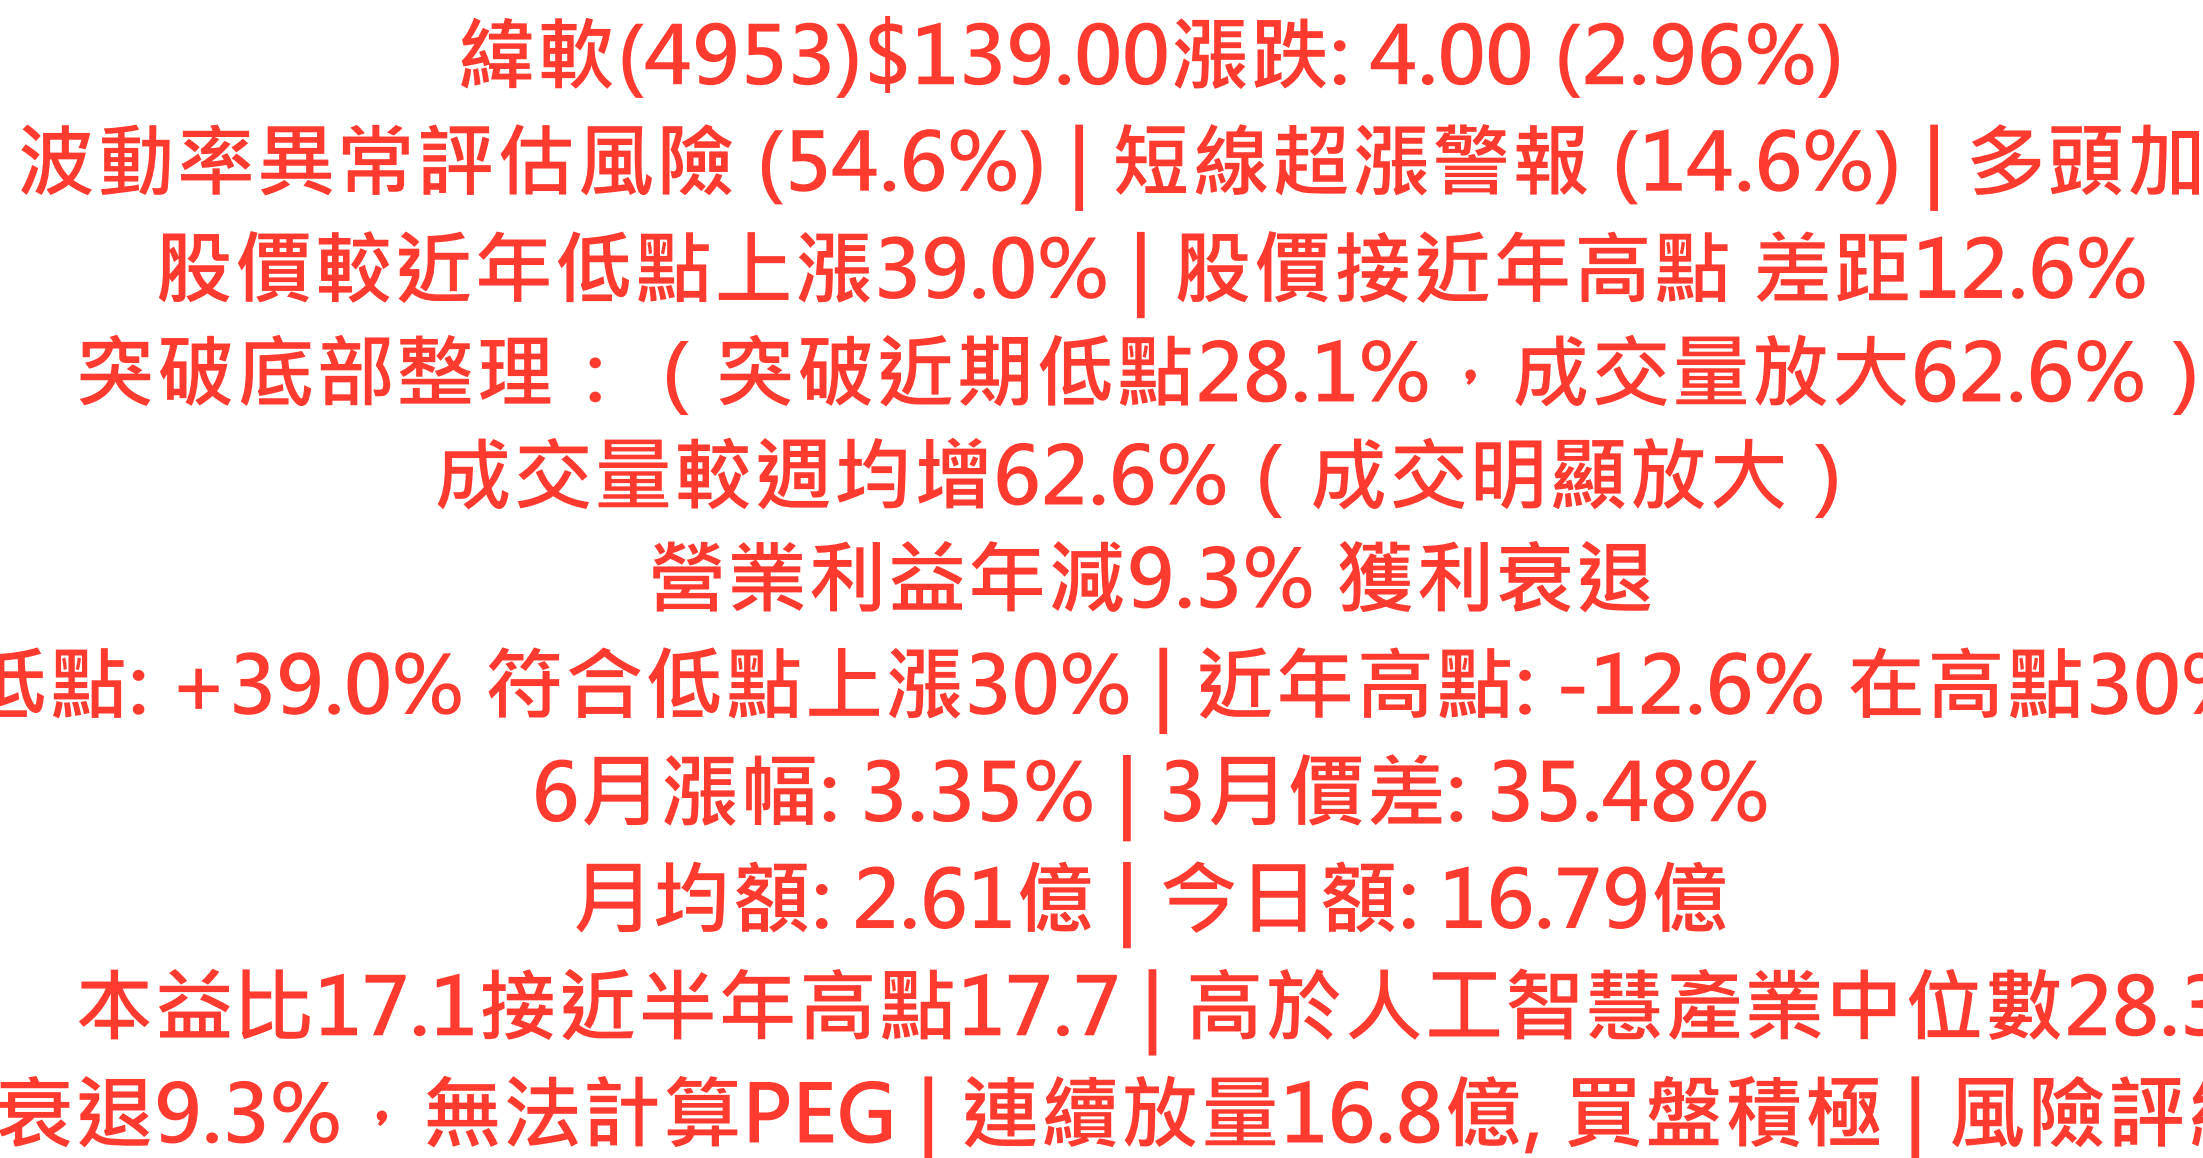 緯軟(4953)$139.00漲跌: 4.00 (2.96%)
波動率異常評估風險 (54.6%) | 短線超漲警報 (14.6%) | 多頭加
股價較近年低點上漲39.0% | 股價接近年高點 差距12.6%
突破底部整理：（突破近期低點28.1%，成交量放大62.6%）
成交量較週均增62.6%（成交明顯放大）
營業利益年減9.3% 獲利衰退
低點: +39.0% 符合低點上漲30% | 近年高點: -12.6% 在高點30%
6月漲幅: 3.35% | 3月價差: 35.48%
月均額: 2.61億 | 今日額: 16.79億
本益比17.1接近半年高點17.7 | 高於人工智慧產業中位數28.3
衰退9.3%，無法計算PEG | 連續放量16.8億, 買盤積極 | 風險評